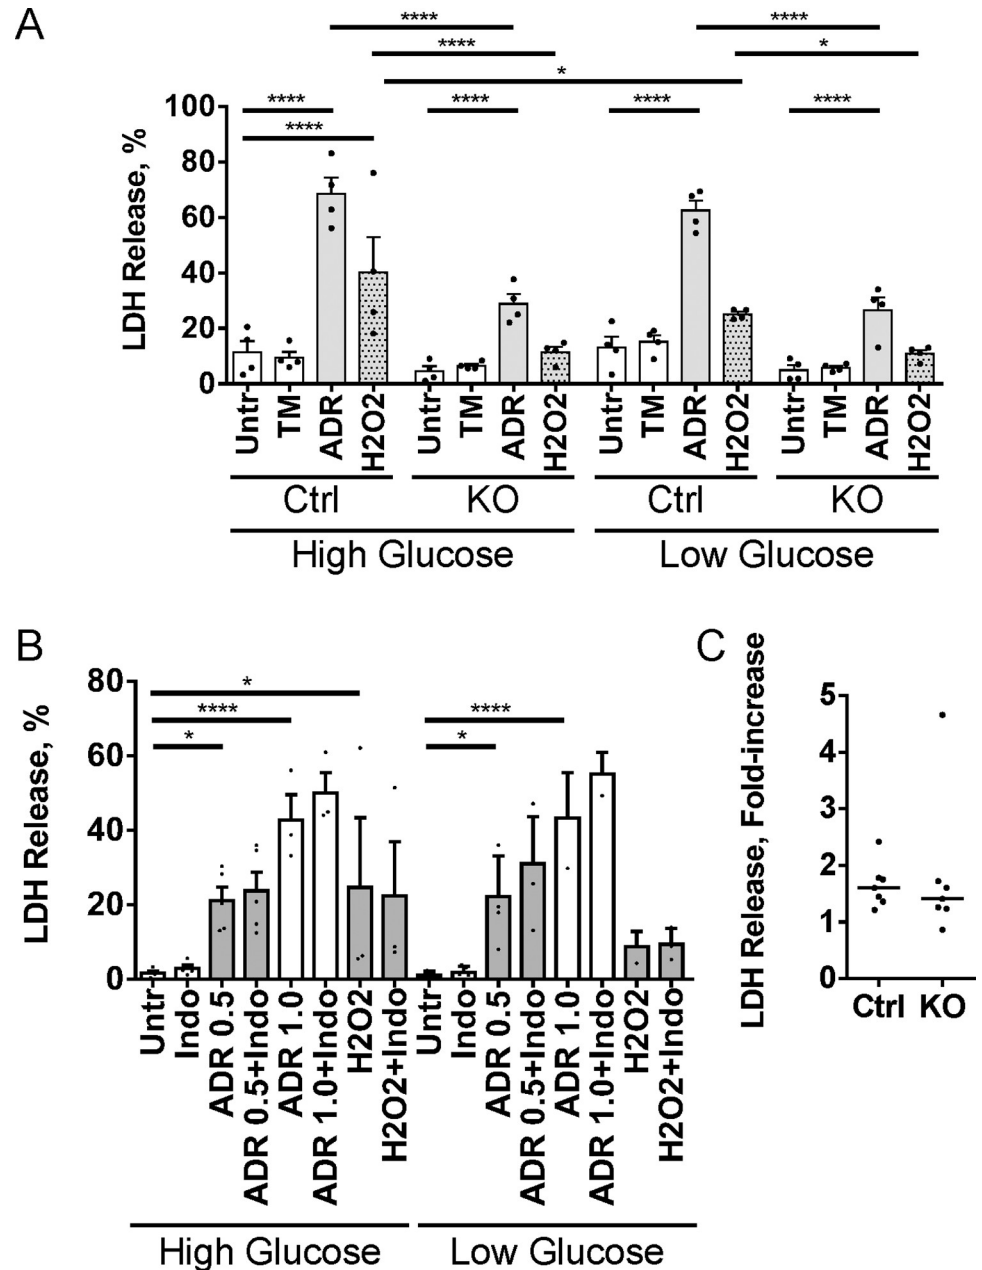 A
****
****
****
*
*
****
****
****
****
****
LDH Release, %
100
80
60
40
20
0
Untr
TM
ADR
H2O2
Untr
TM
ADR
H2O2
Untr
TM
ADR
H2O2
Untr
TM
ADR
H2O2
Ctrl
KO
Ctrl
KO
High Glucose
Low Glucose
B
*
****
*
****
*
LDH Release, %
80
60
40
20
0
Untr
Indo
ADR 0.5
ADR 0.5+Indo
ADR 1.0
ADR 1.0+Indo
H2O2
H2O2+Indo
Untr
Indo
ADR 0.5
ADR 0.5+Indo
ADR 1.0
ADR 1.0+Indo
H2O2
H2O2+Indo
High Glucose
Low Glucose
C
LDH Release, Fold-increase
5
4
3
2
1
0
Ctrl
KO